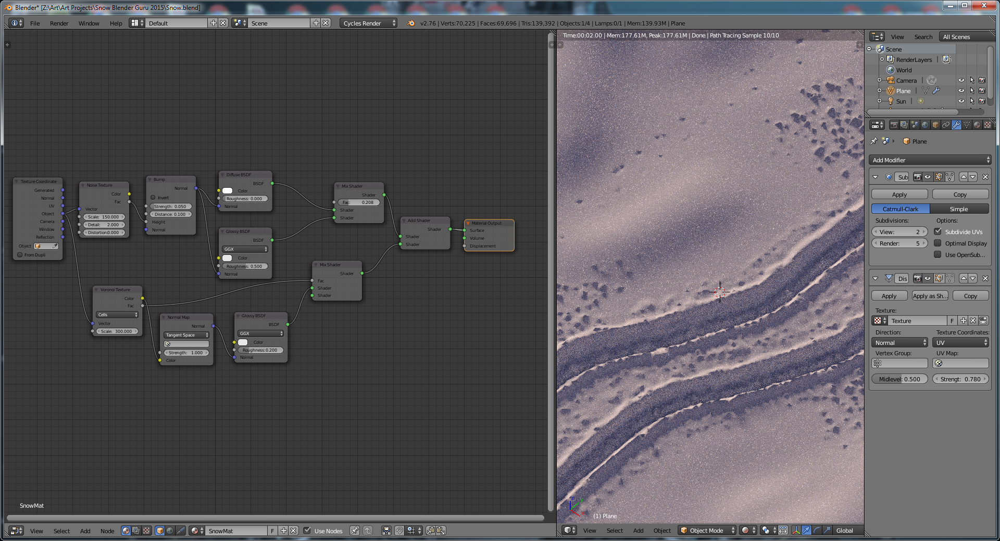 Blender* [Z:\Art\Art Projects\Snow Blender Guru 2015\Snow.blend]
File Render Window Help Default Scene Cycles Render v2.76 | Verts:70,225 | Faces:69,696 | Tris:139,392 | Objects:1/4 | Lamps:0/1 | Mem:139.93M | Plane
Texture Coordinate
Generated
Normal
UV
Object
Camera
Window
Reflection
Object:
From Dupli
Noise Texture
Color
Fac
Vector
Scale: 150.000
Detail: 2.000
Distortion:0.000
Bump
Normal
Invert
Strength: 0.050
Distance: 0.100
Height
Normal
Diffuse BSDF
BSDF
Color
Roughness: 0.000
Normal
Glossy BSDF
BSDF
GGX
Color
Roughness: 0.500
Normal
Mix Shader
Shader
Fac: 0.208
Shader
Shader
Add Shader
Shader
Shader
Shader
Material Output
Surface
Volume
Displacement
Mix Shader
Shader
Fac
Shader
Shader
Voronoi Texture
Color
Fac
Cells
Vector
Scale: 300.000
Normal Map
Normal
Tangent Space
Strength: 1.000
Color
Glossy BSDF
BSDF
GGX
Color
Roughness:0.200
Normal
SnowMat
View Select Add Node SnowMat F Use Nodes
Time:00:02.00 | Mem:177.61M, Peak:177.61M | Done | Path Tracing Sample 10/10
(1) Plane
View Select Add Object Object Mode Global
View Search All Scenes
Scene
RenderLayers |
World
Camera |
Plane |
Sun |
Plane
Add Modifier
Sub
Apply Copy
Catmull-Clark Simple
Subdivisions: Options:
View: 2 Subdivide UVs
Render: 5 Optimal Display
Use OpenSub...
Dis
Apply Apply as Sh... Copy
Texture:
Texture F
Direction: Texture Coordinates:
Normal UV
Vertex Group: UV Map:
Midlevel: 0.500 Strengt: 0.780